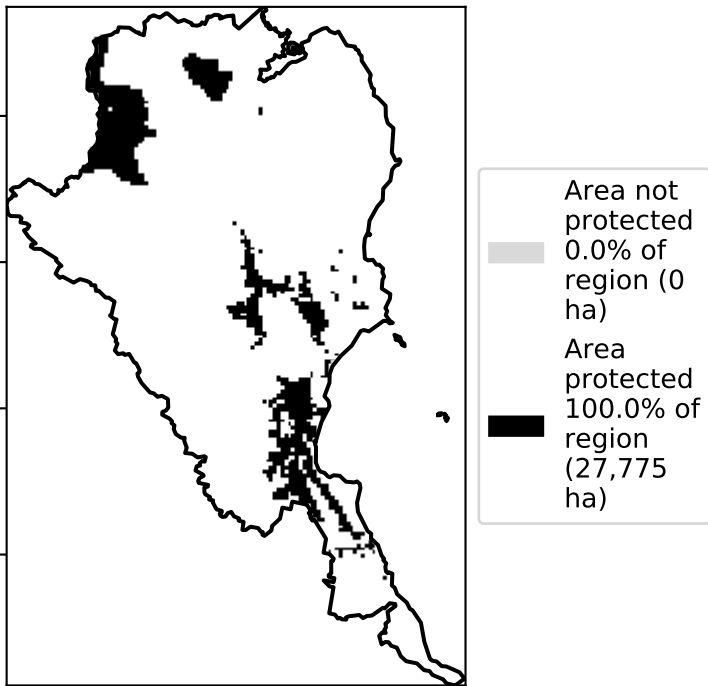 Area not
protected
0.0% of
region (0
ha)
Area
protected
100.0% of
region
(27,775
ha)